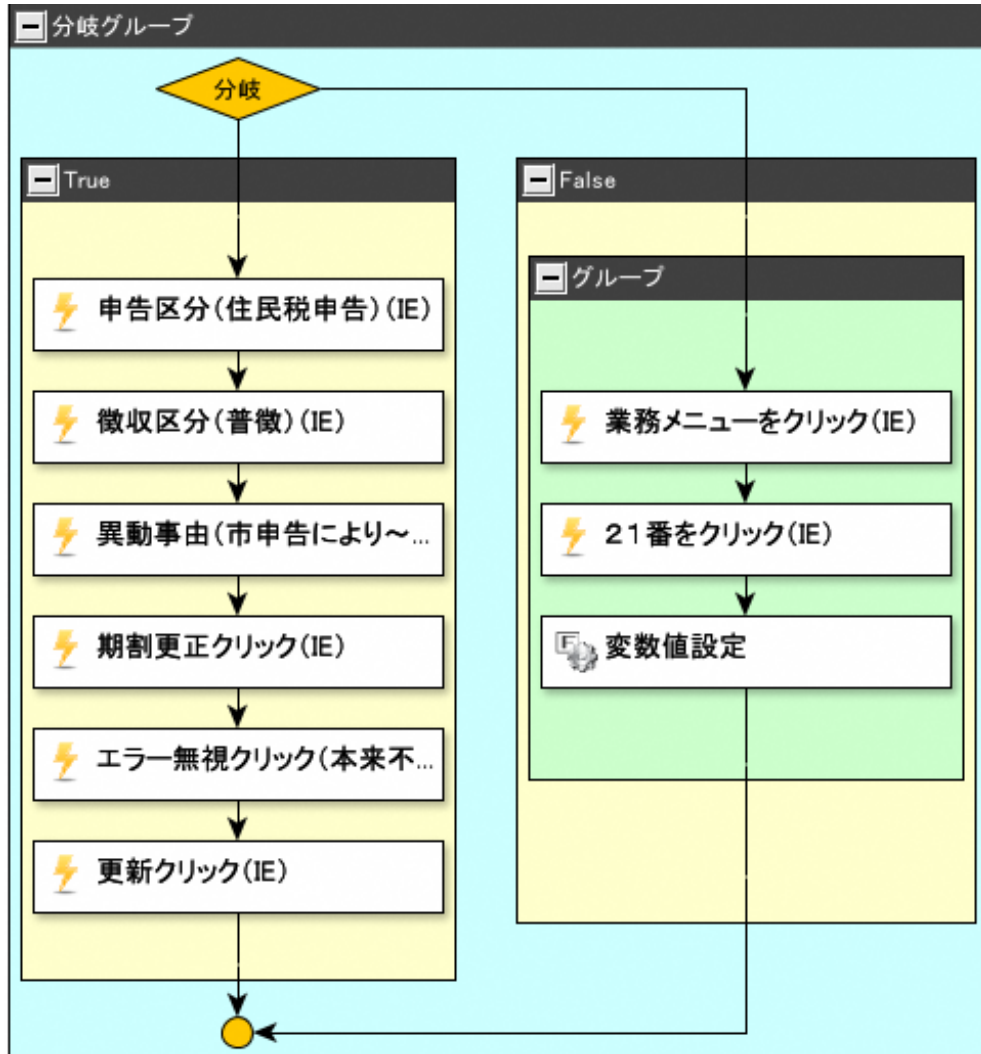 分岐グループ
分岐
True
申告区分(住民税申告)(IE)
徴収区分(普徴)(IE)
異動事由(市申告により～...
期割更正クリック(IE)
エラー無視クリック(本来不...
更新クリック(IE)
False
グループ
業務メニューをクリック(IE)
２１番をクリック(IE)
変数値設定